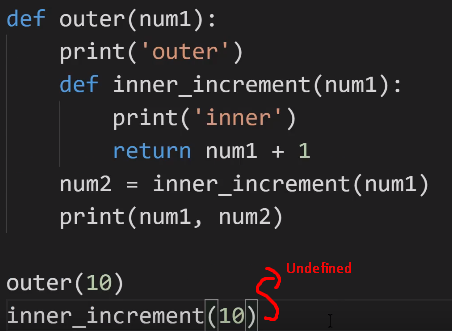 def outer(num1):
    print('outer')
    def inner_increment(num1):
        print('inner')
        return num1 + 1
    num2 = inner_increment(num1)
    print(num1, num2)

outer(10)
Undefined
inner_increment(10)